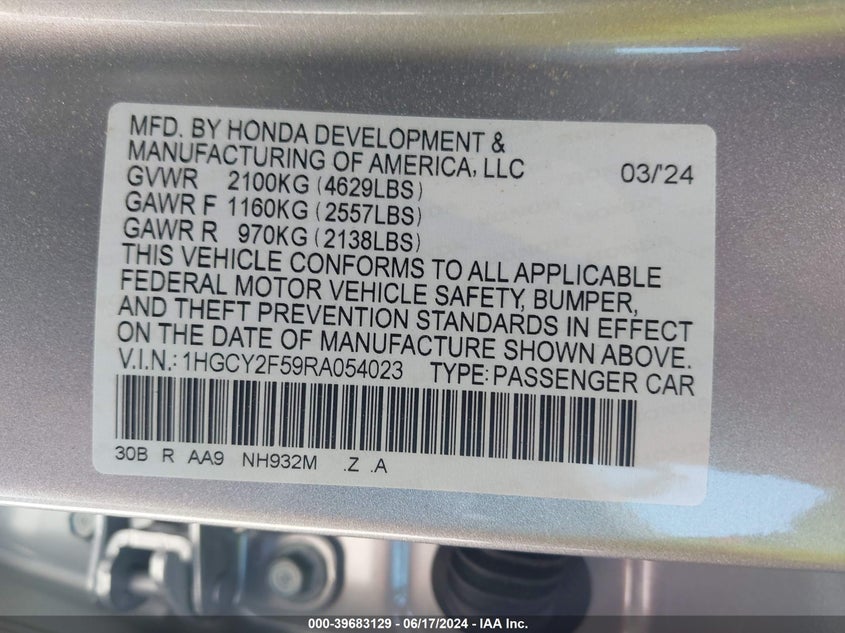 MFD. BY HONDA DEVELOPMENT &
MANUFACTURING OF AMERICA, LLC 03/'24
GVWR 2100KG (4629LBS)
GAWR F 1160KG (2557LBS)
GAWR R 970KG (2138LBS)
THIS VEHICLE CONFORMS TO ALL APPLICABLE
FEDERAL MOTOR VEHICLE SAFETY, BUMPER,
AND THEFT PREVENTION STANDARDS IN EFFECT
ON THE DATE OF MANUFACTURE SHOWN ABOVE.
V.I.N.: 1HGCY2F59RA054023 TYPE: PASSENGER CAR
30B R AA9 NH932M .Z .A
000-39683129 - 06/17/2024 - IAA Inc.